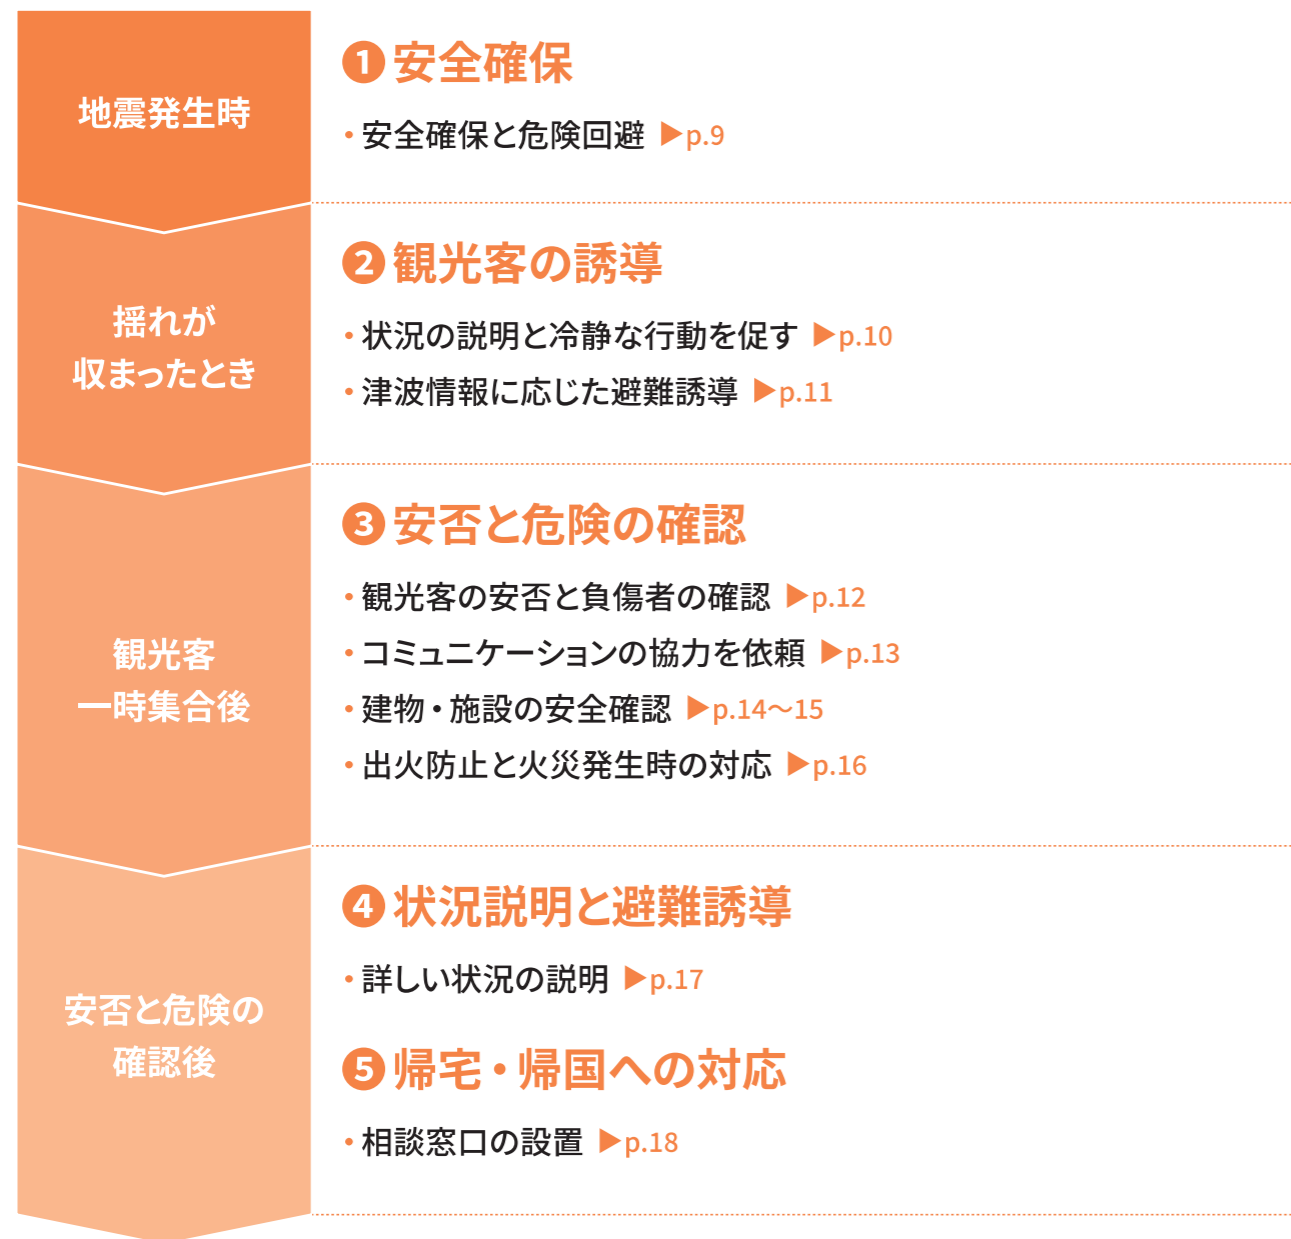 地震発生時
❶安全確保
・安全確保と危険回避 ▶p.9
揺れが
収まったとき
❷観光客の誘導
・状況の説明と冷静な行動を促す ▶p.10
・津波情報に応じた避難誘導 ▶p.11
観光客
一時集合後
❸安否と危険の確認
・観光客の安否と負傷者の確認 ▶p.12
・コミュニケーションの協力を依頼 ▶p.13
・建物・施設の安全確認 ▶p.14〜15
・出火防止と火災発生時の対応 ▶p.16
安否と危険の
確認後
❹状況説明と避難誘導
・詳しい状況の説明 ▶p.17
❺帰宅・帰国への対応
・相談窓口の設置 ▶p.18